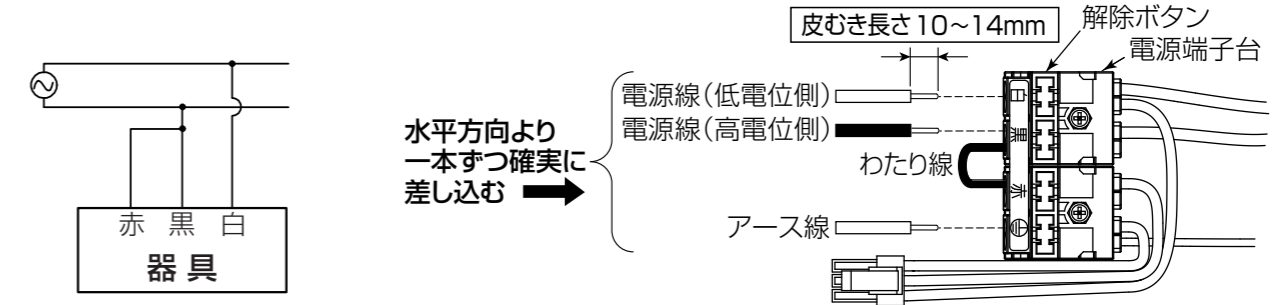 赤 黒 白
器具
水平方向より
一本ずつ確実に
差し込む
皮むき長さ10~14mm
解除ボタン
電源端子台
電源線(低電位側)
電源線(高電位側)
わたり線
アース線
白
黒
赤